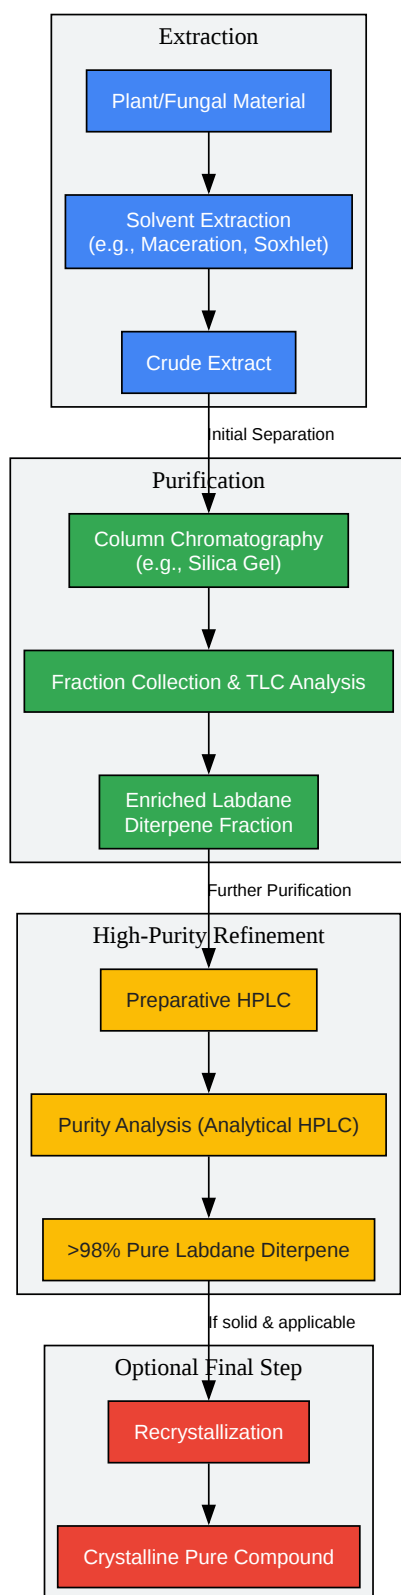 Extraction
Plant/Fungal Material
Solvent Extraction
(e.g., Maceration, Soxhlet)
Crude Extract
Initial Separation
Purification
Column Chromatography
(e.g., Silica Gel)
Fraction Collection & TLC Analysis
Enriched Labdane
Diterpene Fraction
Further Purification
High-Purity Refinement
Preparative HPLC
Purity Analysis (Analytical HPLC)
>98% Pure Labdane Diterpene
If solid & applicable
Optional Final Step
Recrystallization
Crystalline Pure Compound